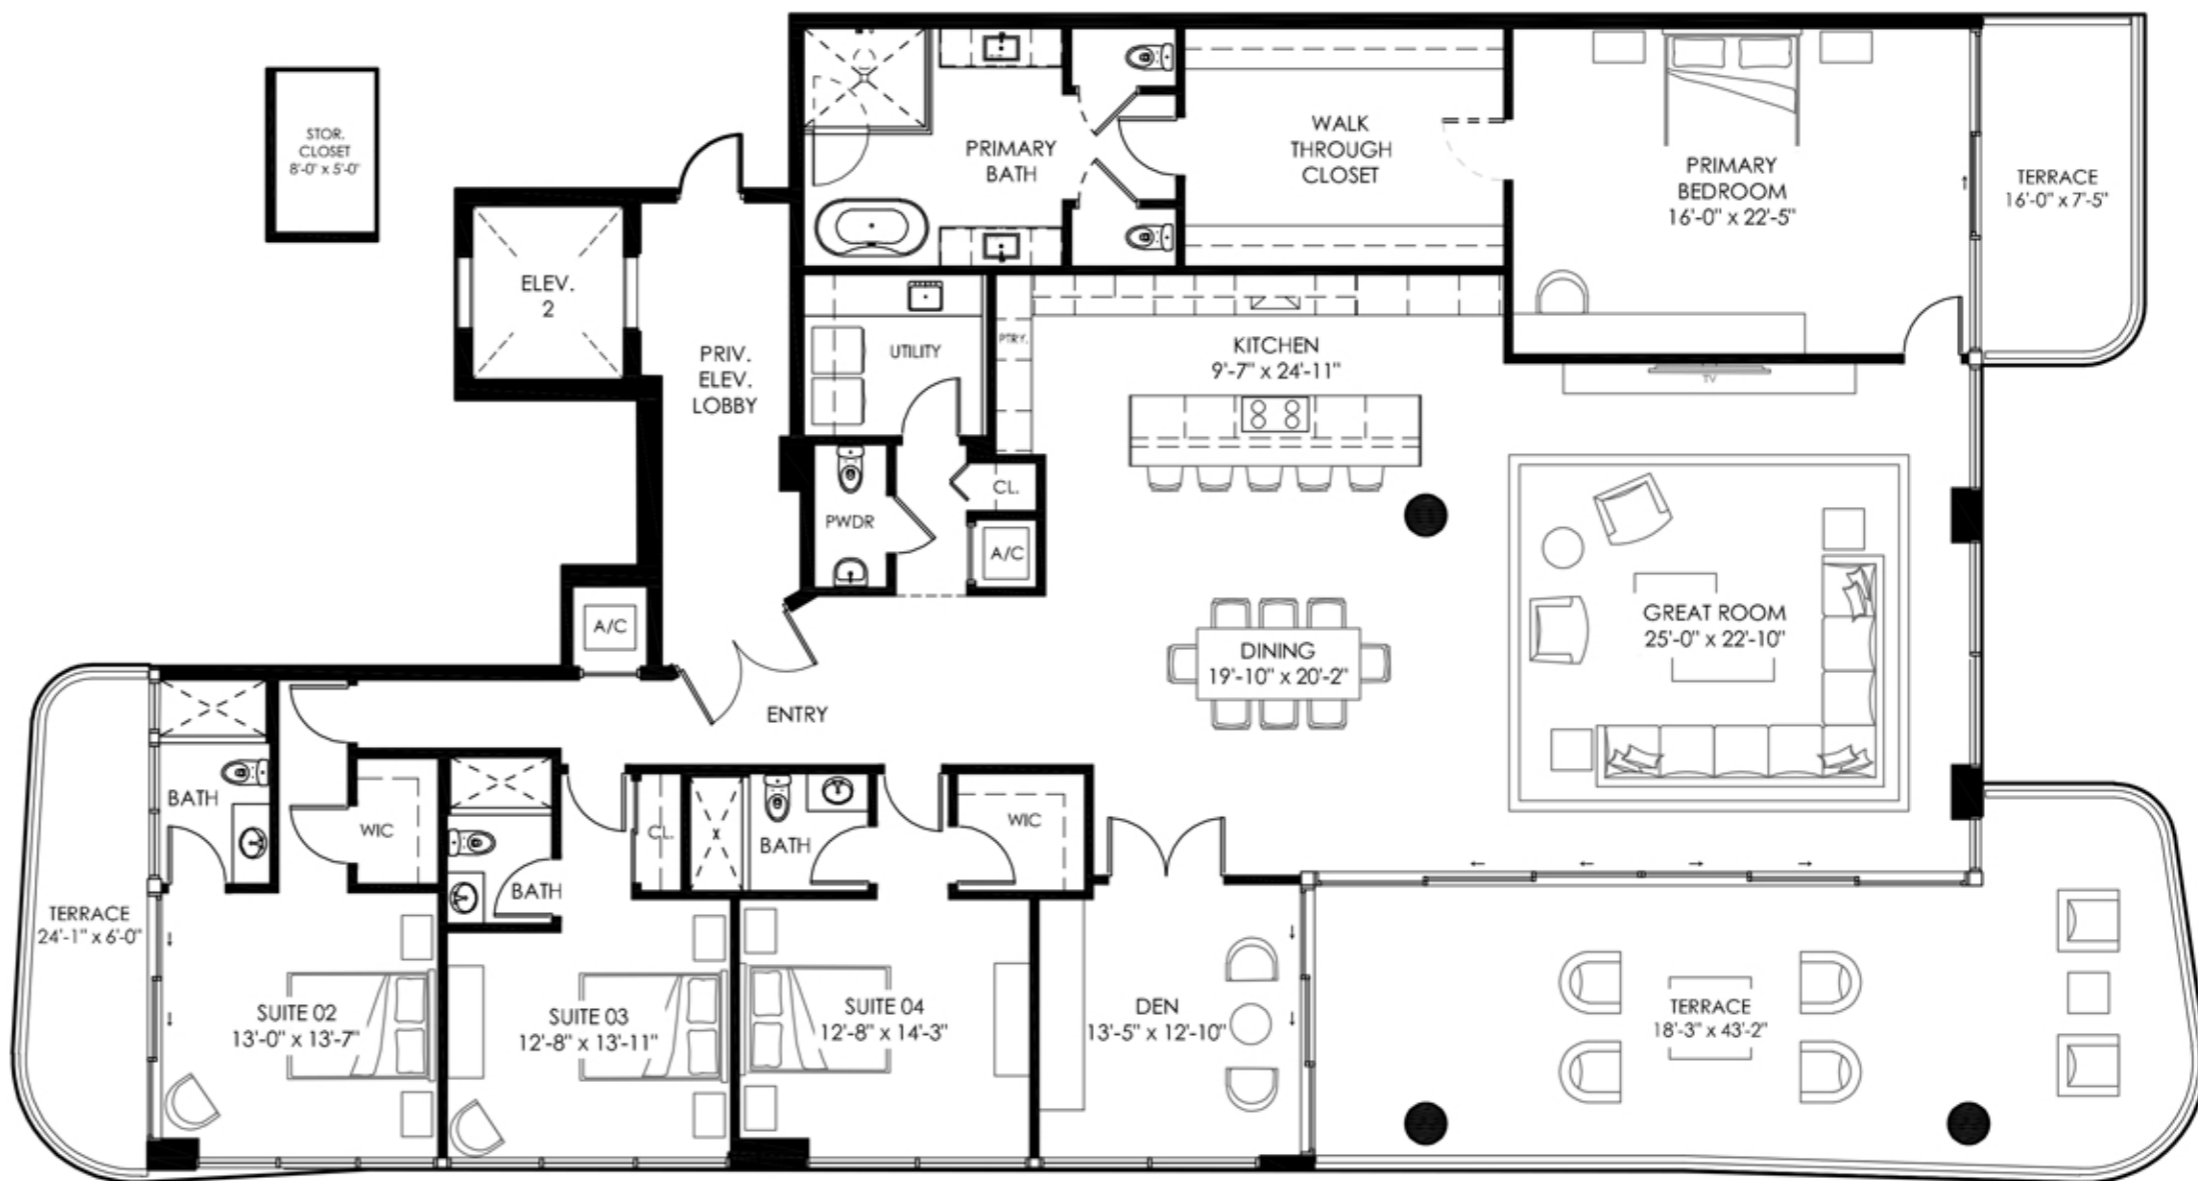 STOR.
CLOSET
8'-0" x 5'-0"
ELEV.
2
PRIV.
ELEV.
LOBBY
PRIMARY
BATH
WALK
THROUGH
CLOSET
PRIMARY
BEDROOM
16'-0" x 22'-5"
TERRACE
16'-0" x 7'-5"
UTILITY
PTRY.
KITCHEN
9'-7" x 24'-11"
TV
PWDR
CL.
A/C
A/C
ENTRY
DINING
19'-10" x 20'-2"
GREAT ROOM
25'-0" x 22'-10"
BATH
WIC
BATH
CL.
BATH
WIC
TERRACE
24'-1" x 6'-0"
SUITE 02
13'-0" x 13'-7"
SUITE 03
12'-8" x 13'-11"
SUITE 04
12'-8" x 14'-3"
DEN
13'-5" x 12'-10"
TERRACE
18'-3" x 43'-2"